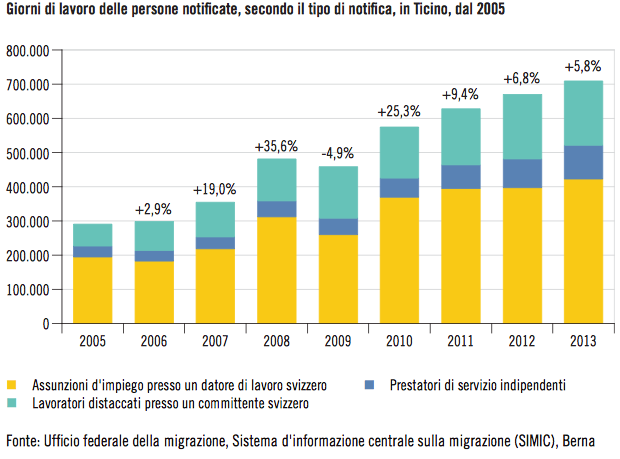 Giorni di lavoro delle persone notificate, secondo il tipo di notifica, in Ticino, dal 2005
800.000
700.000
600.000
500.000
400.000
300.000
200.000
100.000
0
+2,9%
+19,0%
+35,6%
-4,9%
+25,3%
+9,4%
+6,8%
+5,8%
2005 2006 2007 2008 2009 2010 2011 2012 2013
Assunzioni d'impiego presso un datore di lavoro svizzero
Prestatori di servizio indipendenti
Lavoratori distaccati presso un committente svizzero
Fonte: Ufficio federale della migrazione, Sistema d'informazione centrale sulla migrazione (SIMIC), Berna